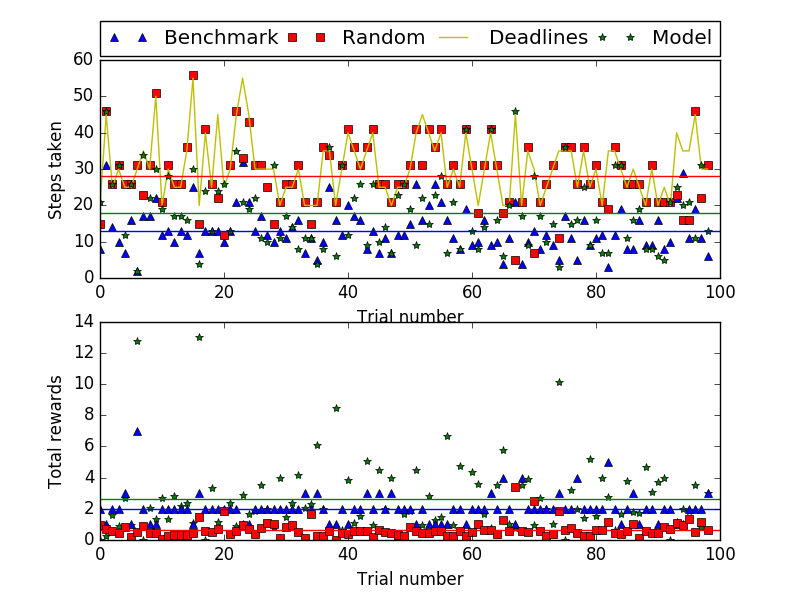 Benchmark Random Deadlines Model
60
50
40
30
20
10
0
Steps taken
0 20 40 60 80 100
Trial number
14
12
10
8
6
4
2
0
Total rewards
0 20 40 60 80 100
Trial number